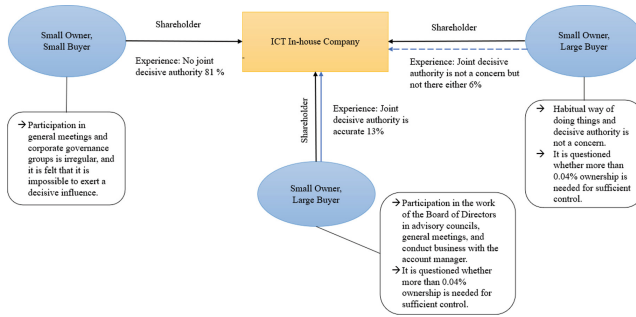 Small Owner,
Small Buyer
Shareholder
Experience: No joint
decisive authority 81 %
ICT In-house Company
Shareholder
Experience: Joint decisive
authority is not a concern but
not there either 6%
Small Owner,
Large Buyer
→ Participation in
general meetings and
corporate governance
groups is irregular, and
it is felt that it is
impossible to exert a
decisive influence.
Shareholder
Experience: Joint
decisive authority is
accurate 13%
Small Owner,
Large Buyer
→ Participation in the work
of the Board of Directors
in advisory councils,
general meetings, and
conduct business with the
account manager.
→ It is questioned whether
more than 0.04%
ownership is needed for
sufficient control.
→ Habitual way of
doing things and
decisive authority is
not a concern.
→ It is questioned
whether more than
0.04% ownership is
needed for sufficient
control.